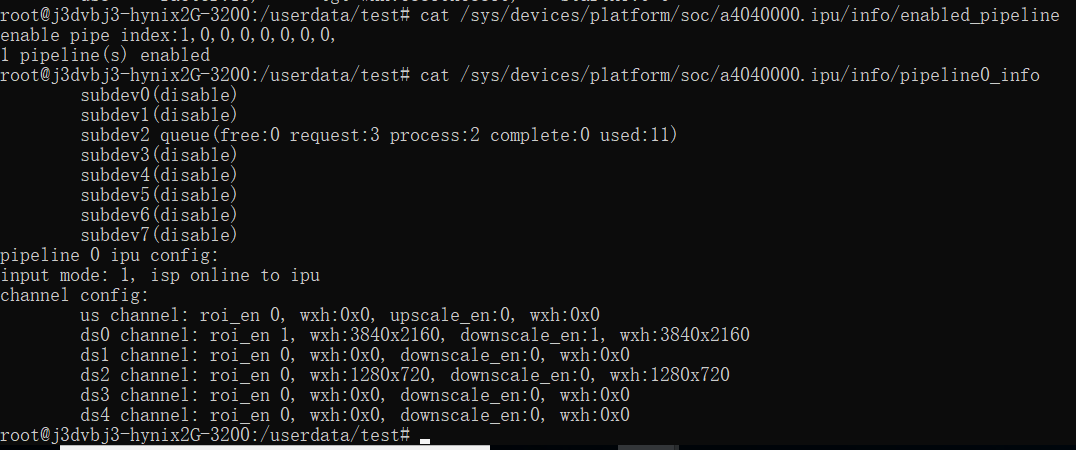 root@j3dvbj3-hynix2G-3200:/userdata/test# cat /sys/devices/platform/soc/a4040000.ipu/info/enabled_pipeline
enable pipe index:1,0,0,0,0,0,0,0,
1 pipeline(s) enabled
root@j3dvbj3-hynix2G-3200:/userdata/test# cat /sys/devices/platform/soc/a4040000.ipu/info/pipeline0_info
subdev0(disable)
subdev1(disable)
subdev2 queue(free:0 request:3 process:2 complete:0 used:11)
subdev3(disable)
subdev4(disable)
subdev5(disable)
subdev6(disable)
subdev7(disable)
pipeline 0 ipu config:
input mode: 1, isp online to ipu
channel config:
us channel: roi_en 0, wxh:0x0, upscale_en:0, wxh:0x0
ds0 channel: roi_en 1, wxh:3840x2160, downscale_en:1, wxh:3840x2160
ds1 channel: roi_en 0, wxh:0x0, downscale_en:0, wxh:0x0
ds2 channel: roi_en 0, wxh:1280x720, downscale_en:0, wxh:1280x720
ds3 channel: roi_en 0, wxh:0x0, downscale_en:0, wxh:0x0
ds4 channel: roi_en 0, wxh:0x0, downscale_en:0, wxh:0x0
root@j3dvbj3-hynix2G-3200:/userdata/test#